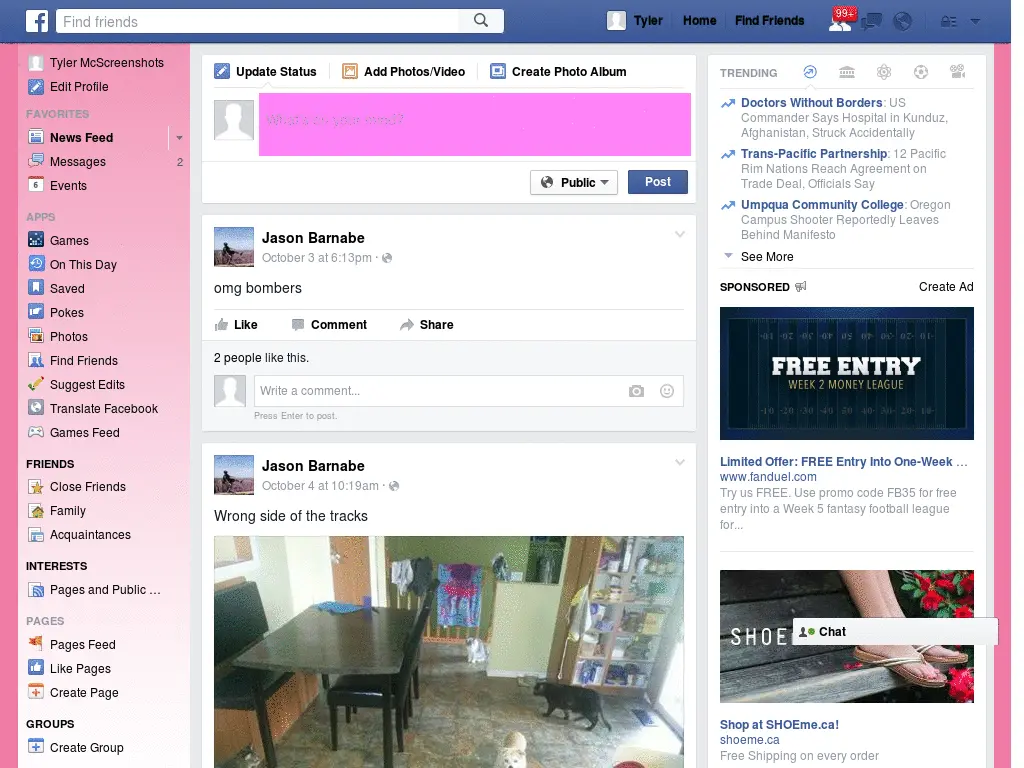 Find friends
Tyler
Home
Find Friends
99+
Tyler McScreenshots
Edit Profile
FAVORITES
News Feed
Messages
2
6
Events
APPS
Games
On This Day
Saved
Pokes
Photos
Find Friends
Suggest Edits
Translate Facebook
Games Feed
FRIENDS
Close Friends
Family
Acquaintances
INTERESTS
Pages and Public ...
PAGES
Pages Feed
Like Pages
Create Page
GROUPS
Create Group
Update Status
Add Photos/Video
Create Photo Album
What's on your mind?
Public
Post
Jason Barnabe
October 3 at 6:13pm ·
omg bombers
Like
Comment
Share
2 people like this.
Write a comment...
Press Enter to post.
Jason Barnabe
October 4 at 10:19am ·
Wrong side of the tracks
TRENDING
Doctors Without Borders: US
Commander Says Hospital in Kunduz,
Afghanistan, Struck Accidentally
Trans-Pacific Partnership: 12 Pacific
Rim Nations Reach Agreement on
Trade Deal, Officials Say
Umpqua Community College: Oregon
Campus Shooter Reportedly Leaves
Behind Manifesto
See More
SPONSORED
Create Ad
FREE ENTRY
WEEK 2 MONEY LEAGUE
Limited Offer: FREE Entry Into One-Week ...
www.fanduel.com
Try us FREE. Use promo code FB35 for free
entry into a Week 5 fantasy football league
for...
SHOE
Chat
Shop at SHOEme.ca!
shoeme.ca
Free Shipping on every order